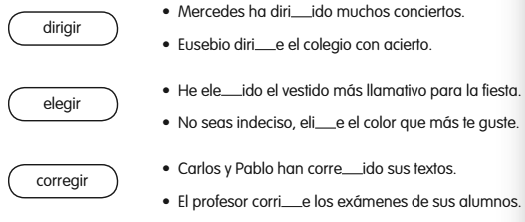 dirigir
• Mercedes ha diri___ido muchos conciertos.
• Eusebio diri___e el colegio con acierto.
elegir
• He ele___ido el vestido más llamativo para la fiesta.
• No seas indeciso, eli___e el color que más te guste.
corregir
• Carlos y Pablo han corre___ido sus textos.
• El profesor corri___e los exámenes de sus alumnos.